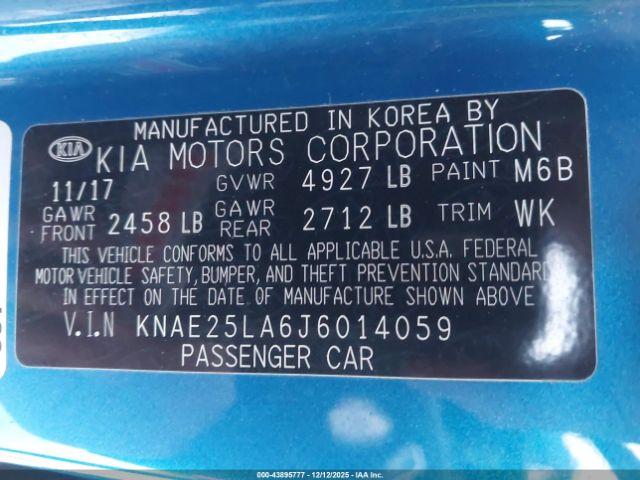 MANUFACTURED IN KOREA BY
KIA KIA MOTORS CORPORATION
11/17 GVWR 4927 LB PAINT M6B
GAWR FRONT 2458 LB GAWR REAR 2712 LB TRIM WK
THIS VEHICLE CONFORMS TO ALL APPLICABLE U.S.A. FEDERAL
MOTOR VEHICLE SAFETY, BUMPER, AND THEFT PREVENTION STANDARD
IN EFFECT ON THE DATE OF MANUFACTURE SHOWN ABOVE
V.I.N KNAE25LA6J6014059
PASSENGER CAR
000-43895777 - 12/12/2025 - IAA Inc.